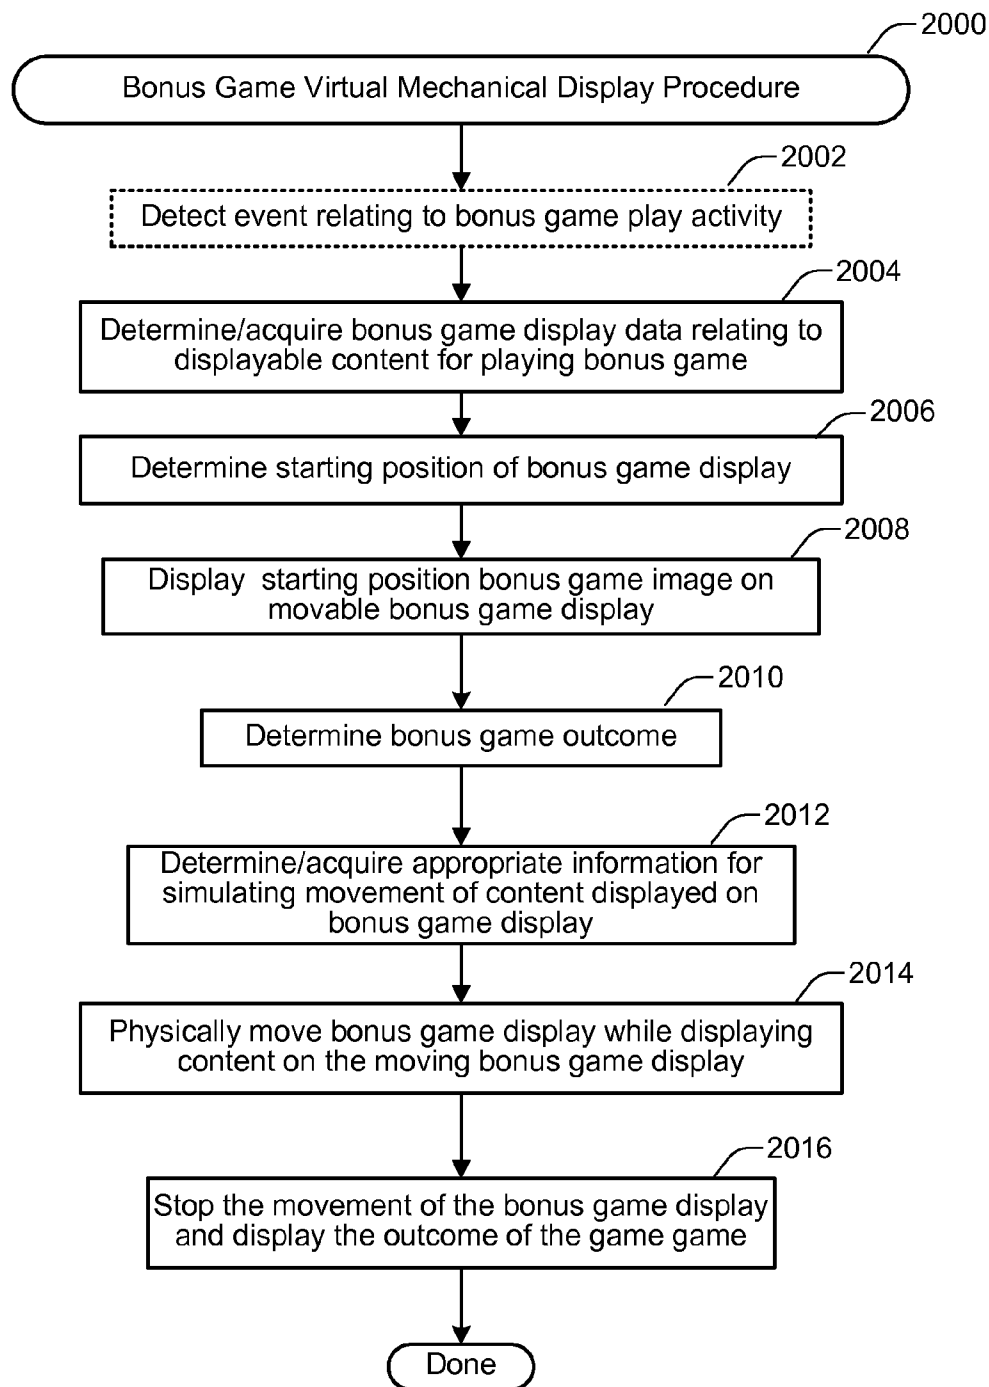 2000
Bonus Game Virtual Mechanical Display Procedure
2002
Detect event relating to bonus game play activity
2004
Determine/acquire bonus game display data relating to
displayable content for playing bonus game
2006
Determine starting position of bonus game display
2008
Display starting position bonus game image on
movable bonus game display
2010
Determine bonus game outcome
2012
Determine/acquire appropriate information for
simulating movement of content displayed on
bonus game display
2014
Physically move bonus game display while displaying
content on the moving bonus game display
2016
Stop the movement of the bonus game display
and display the outcome of the game game
Done